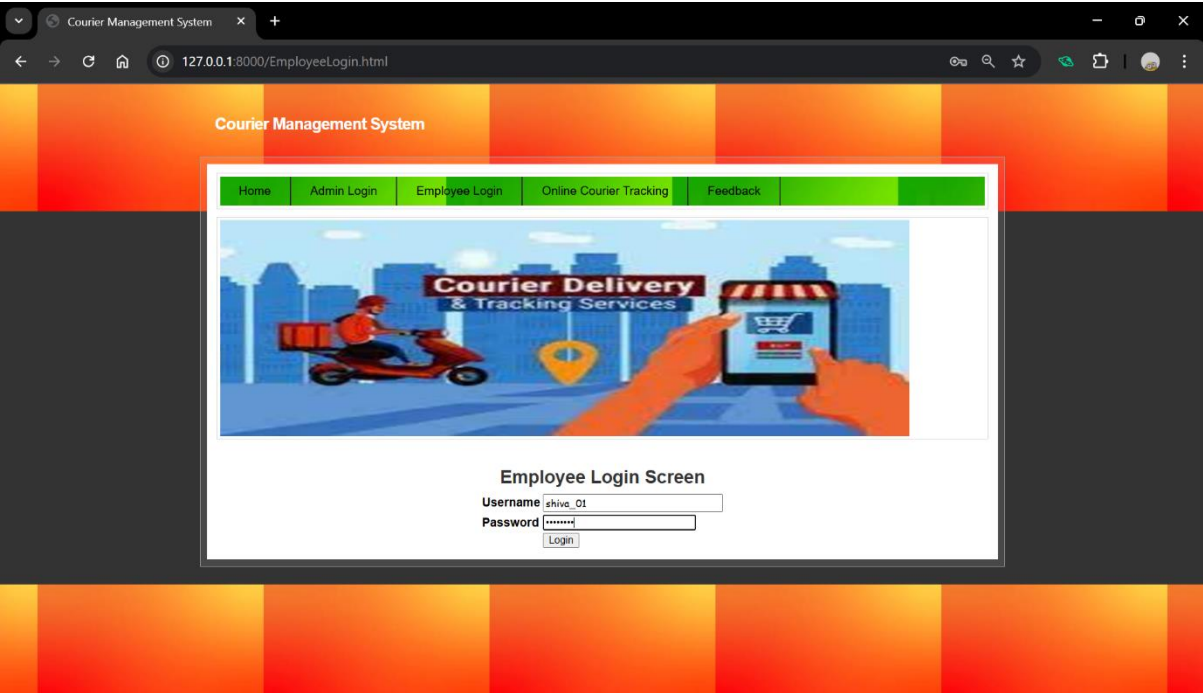 Courier Management System
127.0.0.1:8000/EmployeeLogin.html
Courier Management System
Home Admin Login Employee Login Online Courier Tracking Feedback
Courier Delivery
& Tracking Services
Employee Login Screen
Username shiva_01
Password ••••••••
Login